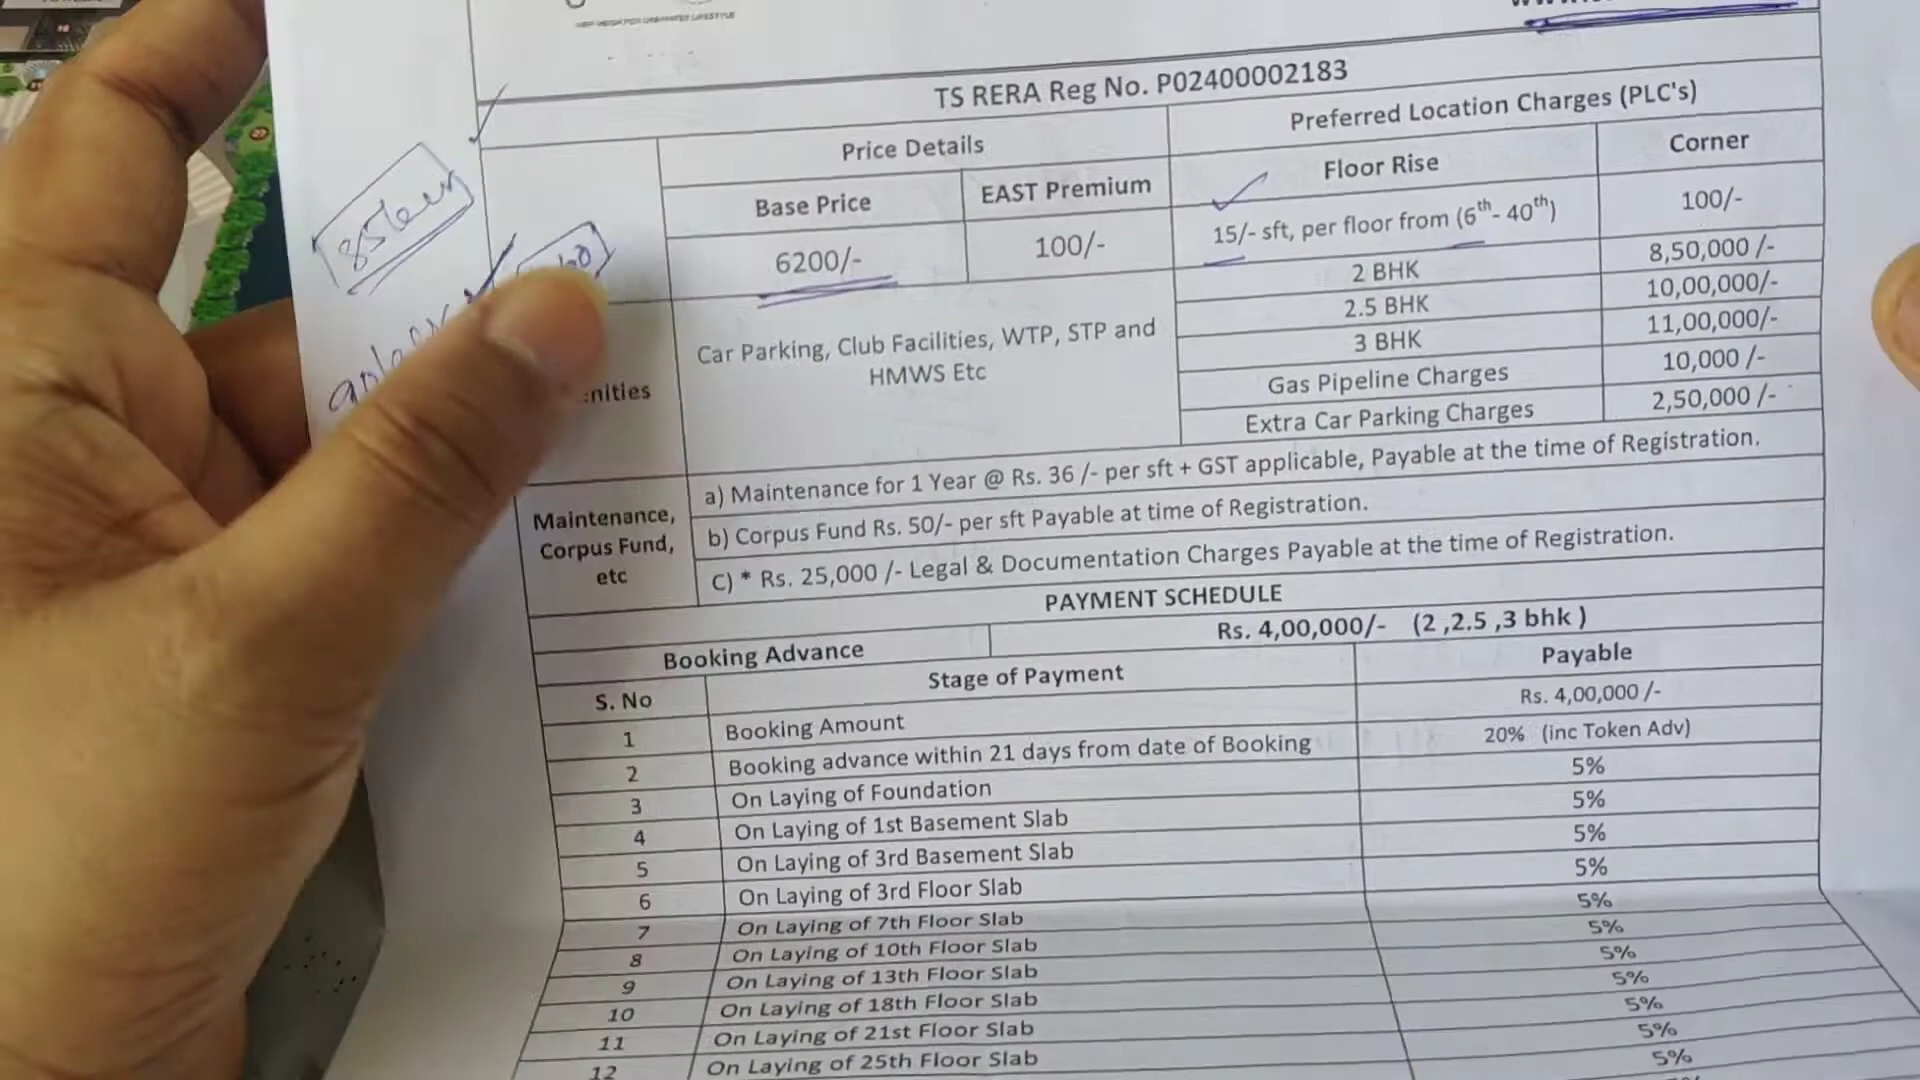 TS RERA Reg No. P02400002183
Price Details
Preferred Location Charges (PLC's)
Base Price
EAST Premium
Floor Rise
Corner
6200/-
100/-
15/- sft, per floor from (6th- 40th)
100/-
Car Parking, Club Facilities, WTP, STP and
HMWS Etc
2 BHK 8,50,000 /-
2.5 BHK 10,00,000/-
3 BHK 11,00,000/-
Gas Pipeline Charges 10,000 /-
Extra Car Parking Charges 2,50,000 /-
Maintenance,
Corpus Fund,
etc
a) Maintenance for 1 Year @ Rs. 36 /- per sft + GST applicable, Payable at the time of Registration.
b) Corpus Fund Rs. 50/- per sft Payable at time of Registration.
C) * Rs. 25,000 /- Legal & Documentation Charges Payable at the time of Registration.
PAYMENT SCHEDULE
Booking Advance Rs. 4,00,000/- (2 ,2.5 ,3 bhk )
S. No Stage of Payment Payable
1 Booking Amount Rs. 4,00,000 /-
2 Booking advance within 21 days from date of Booking 20% (inc Token Adv)
3 On Laying of Foundation 5%
4 On Laying of 1st Basement Slab 5%
5 On Laying of 3rd Basement Slab 5%
6 On Laying of 3rd Floor Slab 5%
7 On Laying of 7th Floor Slab 5%
8 On Laying of 10th Floor Slab 5%
9 On Laying of 13th Floor Slab 5%
10 On Laying of 18th Floor Slab 5%
11 On Laying of 21st Floor Slab 5%
12 On Laying of 25th Floor Slab 5%